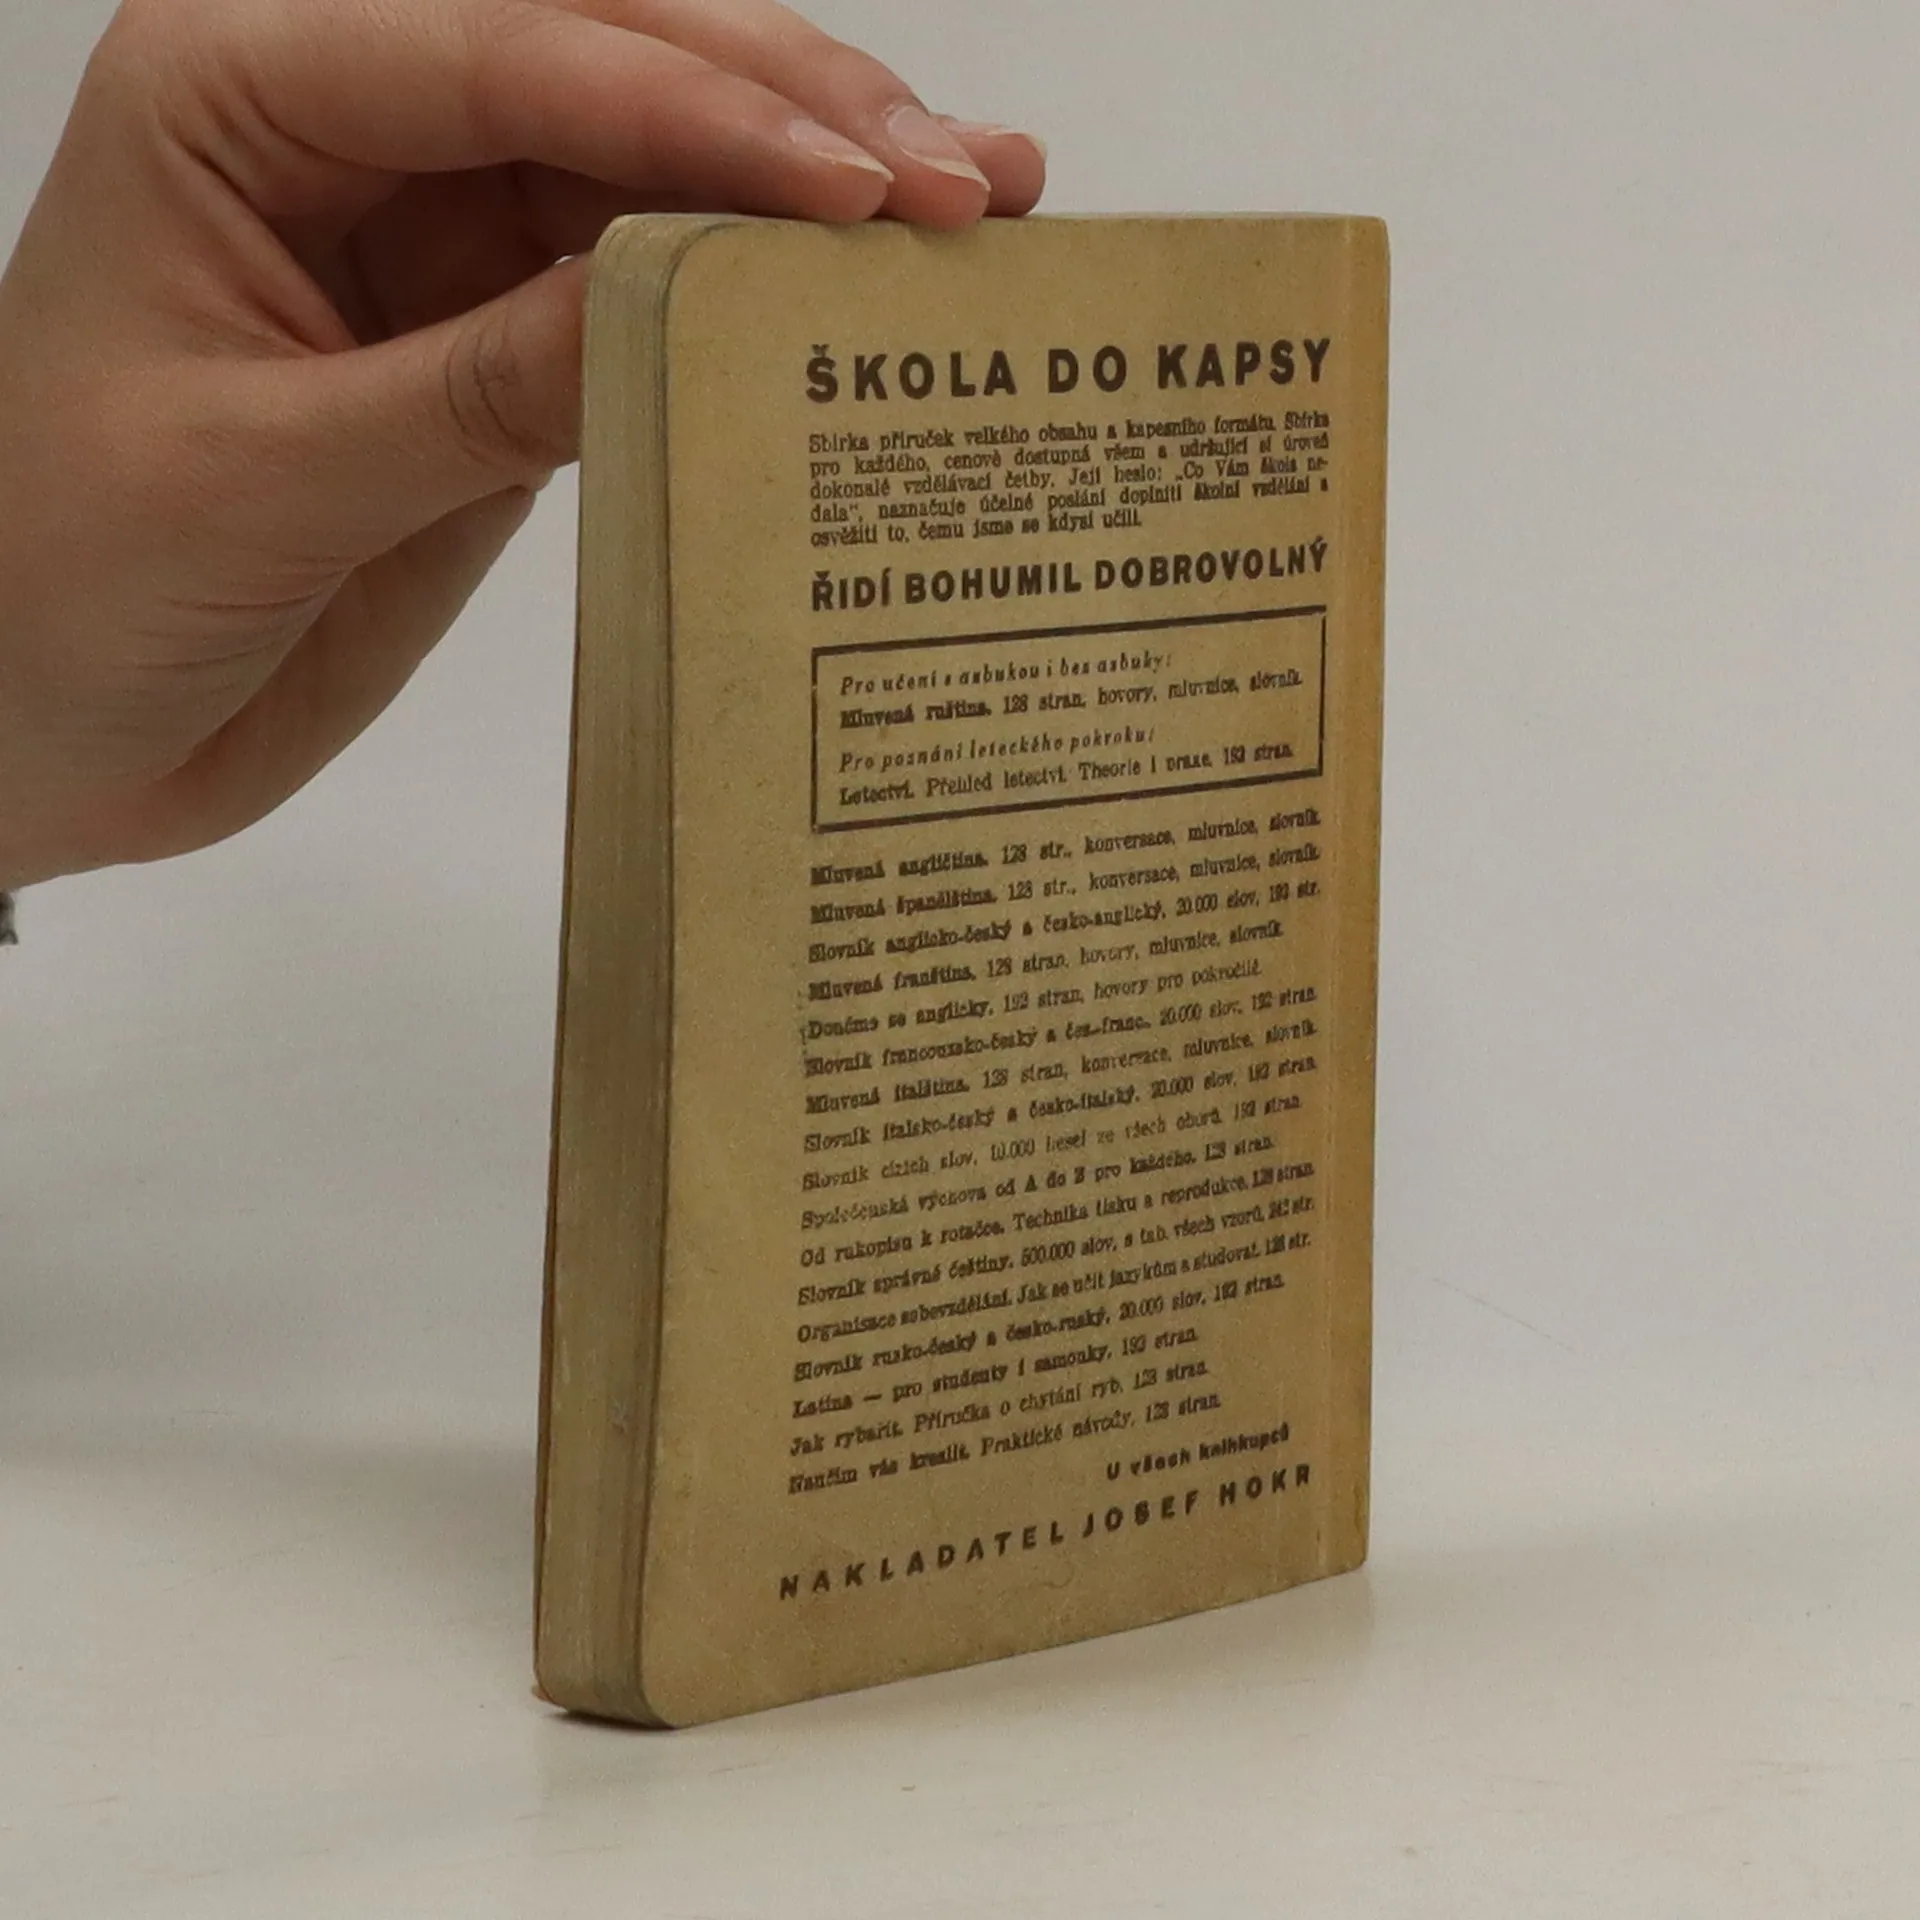 ŠKOLA DO KAPSY
Sbírka příruček velkého obsahu a kapesního formátu. Sbírka
pro každého, cenově dostupná všem a udržující si úroveň
dokonalé vzdělávací četby. Její heslo: „Co Vám škola ne-
dala“, naznačuje účelné poslání doplniti školní vzdělání a
osvěžiti to, čemu jsme se kdysi učili.
ŘIDÍ BOHUMIL DOBROVOLNÝ
Pro učení s azbukou i bez azbuky:
Mluvená ruština. 128 stran, hovory, mluvnice, slovník.
Pro poznání leteckého pokroku:
Letectví. Přehled letectví. Theorie i praxe. 192 stran.
Mluvená angličtina. 128 str., konversace, mluvnice, slovník.
Mluvená španělština. 128 str., konversace, mluvnice, slovník.
Slovník anglicko-český a česko-anglický, 20.000 slov, 192 str.
Mluvená franština. 128 stran, hovory, mluvnice, slovník.
Doučme se anglicky, 192 stran, hovory pro pokročilé.
Slovník francouzsko-český a čes.-franc., 20.000 slov, 192 stran.
Mluvená italština. 128 stran, konversace, mluvnice, slovník.
Slovník italsko-český a česko-italský. 20.000 slov, 192 stran.
Slovník cizích slov. 10.000 hesel ze všech oborů. 192 stran.
Společenská výchova od A do Z pro každého. 128 stran.
Od rukopisu k rotačce. Technika tisku a reprodukce, 128 stran.
Slovník správné češtiny. 500.000 slov, s tab. všech vzorů, 242 str.
Organisace sebevzdělání. Jak se učit jazykům a studovat. 128 str.
Slovník rusko-český a česko-ruský, 20.000 slov, 192 stran.
Latina — pro studenty i samouky, 192 stran.
Jak rybařit. Příručka o chytání ryb, 128 stran.
Naučím vás kreslit. Praktické návody, 128 stran.
U všech knihkupců
NAKLADATEL JOSEF HOKR